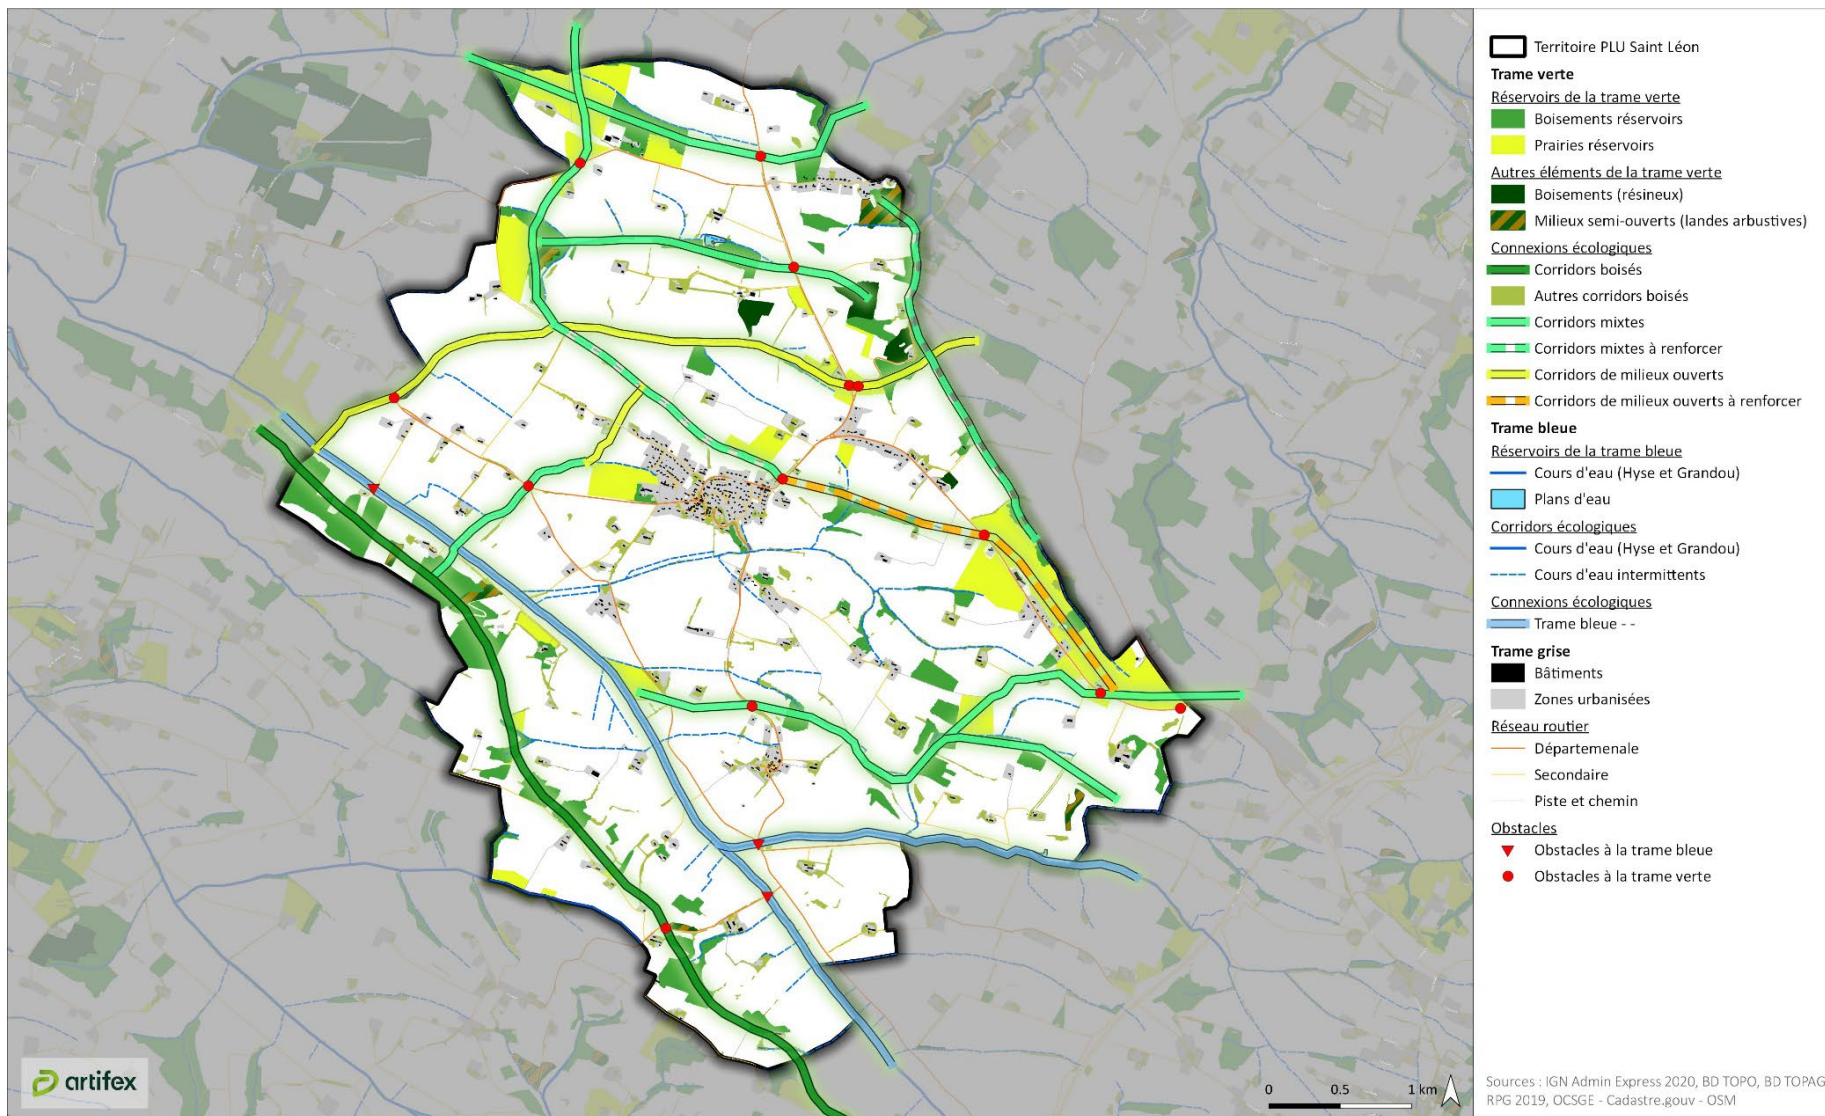 Territoire PLU Saint Léon
Trame verte
Réservoirs de la trame verte
Boisements réservoirs
Prairies réservoirs
Autres éléments de la trame verte
Boisements (résineux)
Milieux semi-ouverts (landes arbustives)
Connexions écologiques
Corridors boisés
Autres corridors boisés
Corridors mixtes
Corridors mixtes à renforcer
Corridors de milieux ouverts
Corridors de milieux ouverts à renforcer
Trame bleue
Réservoirs de la trame bleue
Cours d'eau (Hyse et Grandou)
Plans d'eau
Corridors écologiques
Cours d'eau (Hyse et Grandou)
Cours d'eau intermittents
Connexions écologiques
Trame bleue - -
Trame grise
Bâtiments
Zones urbanisées
Réseau routier
Départemenale
Secondaire
Piste et chemin
Obstacles
Obstacles à la trame bleue
Obstacles à la trame verte
artifex
0 0.5 1 km
Sources : IGN Admin Express 2020, BD TOPO, BD TOPAG
RPG 2019, OCSGE - Cadastre.gouv - OSM